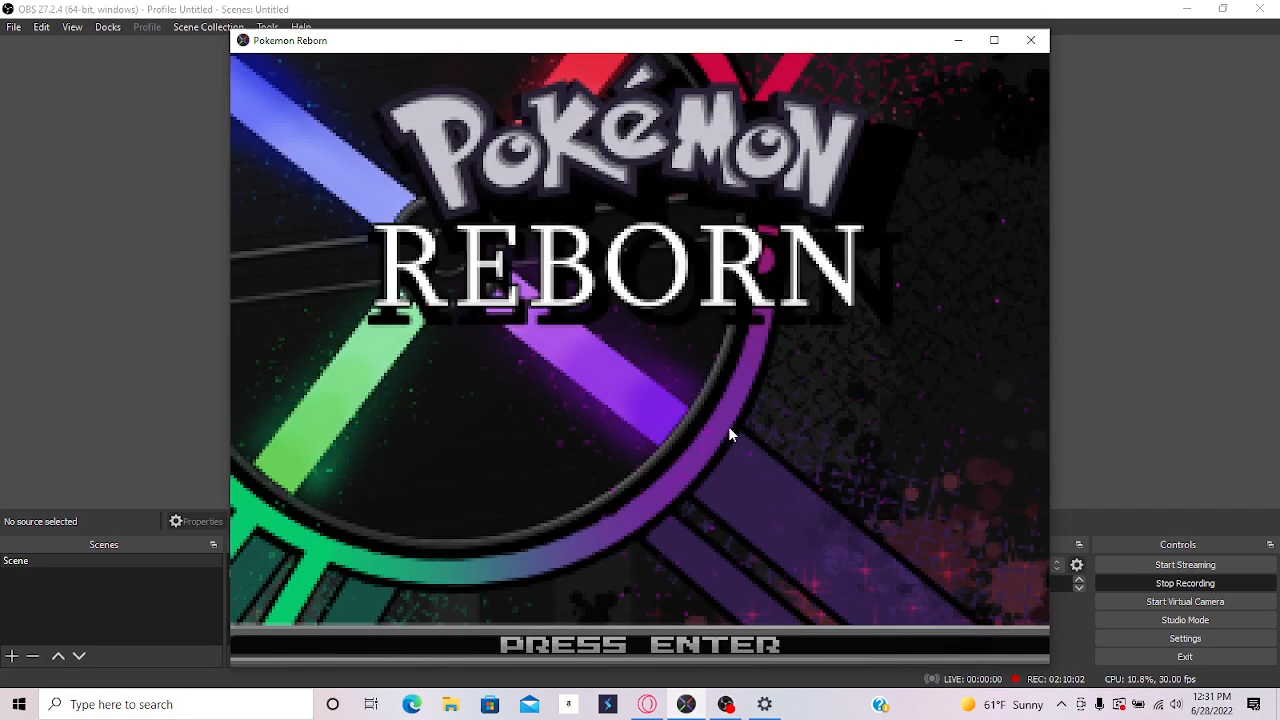 OBS 27.2.4 (64-bit, windows) - Profile: Untitled - Scenes: Untitled
File Edit View Docks Profile Scene Collection Tools Help
Pokemon Reborn
POKéMON
REBORN
PRESS ENTER
No source selected
Properties
Scenes
Scene
Controls
Start Streaming
Stop Recording
Start Virtual Camera
Studio Mode
Settings
Exit
LIVE: 00:00:00 REC: 02:10:02 CPU: 10.8%, 30.00 fps
Type here to search
61°F Sunny
12:31 PM
6/28/2022